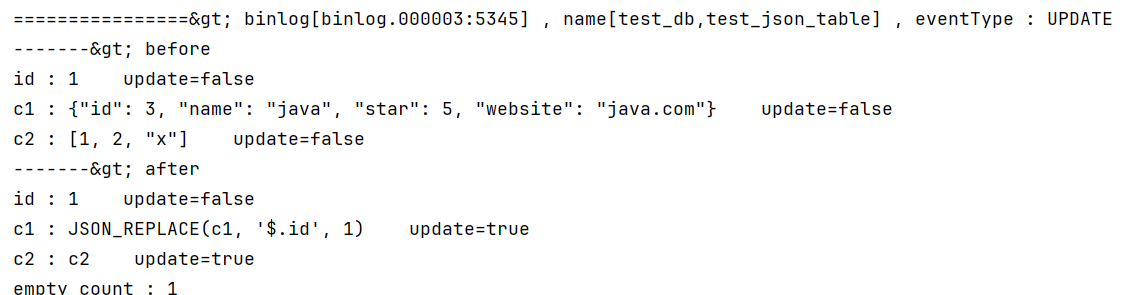 ================&gt; binlog[binlog.000003:5345] , name[test_db,test_json_table] , eventType : UPDATE
-------&gt; before
id : 1    update=false
c1 : {"id": 3, "name": "java", "star": 5, "website": "java.com"}    update=false
c2 : [1, 2, "x"]    update=false
-------&gt; after
id : 1    update=false
c1 : JSON_REPLACE(c1, '$.id', 1)    update=true
c2 : c2    update=true
empty count : 1